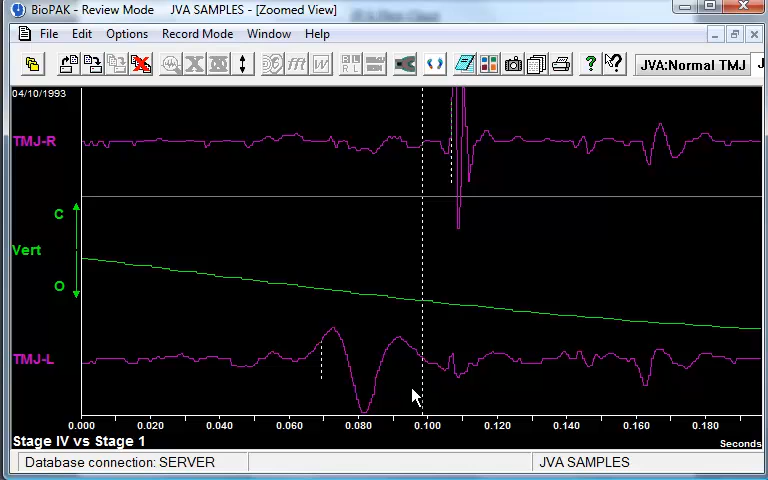 BioPAK - Review Mode JVA SAMPLES - [Zoomed View]
File Edit Options Record Mode Window Help
fft W ? ? JVA:Normal TMJ
04/10/1993
TMJ-R
C
Vert
O
TMJ-L
0.000 0.020 0.040 0.060 0.080 0.100 0.120 0.140 0.160 0.180
Stage IV vs Stage 1
Seconds
Database connection: SERVER JVA SAMPLES